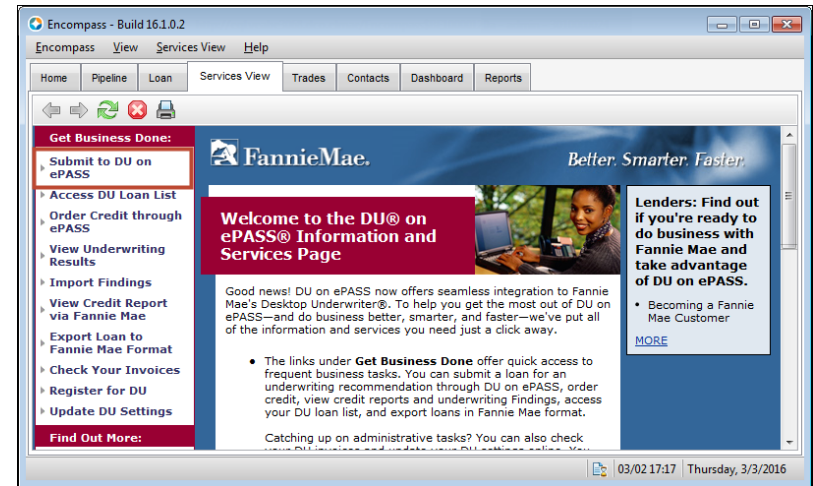 Encompass - Build 16.1.0.2
Encompass View Services View Help
Home Pipeline Loan Services View Trades Contacts Dashboard Reports
Get Business Done:
Submit to DU on
ePASS
Access DU Loan List
Order Credit through
ePASS
View Underwriting
Results
Import Findings
View Credit Report
via Fannie Mae
Export Loan to
Fannie Mae Format
Check Your Invoices
Register for DU
Update DU Settings
Find Out More:
FannieMae.
Better. Smarter. Faster.
Welcome to the DU® on
ePASS® Information and
Services Page
Good news! DU on ePASS now offers seamless integration to Fannie
Mae's Desktop Underwriter®. To help you get the most out of DU on
ePASS—and do business better, smarter, and faster—we've put all
of the information and services you need just a click away.
• The links under Get Business Done offer quick access to
frequent business tasks. You can submit a loan for an
underwriting recommendation through DU on ePASS, order
credit, view credit reports and underwriting Findings, access
your DU loan list, and export loans in Fannie Mae format.
Catching up on administrative tasks? You can also check
your DU invoices and update your DU settings online. You
Lenders: Find out
if you're ready to
do business with
Fannie Mae and
take advantage
of DU on ePASS.
• Becoming a Fannie
Mae Customer
MORE
03/02 17:17 Thursday, 3/3/2016